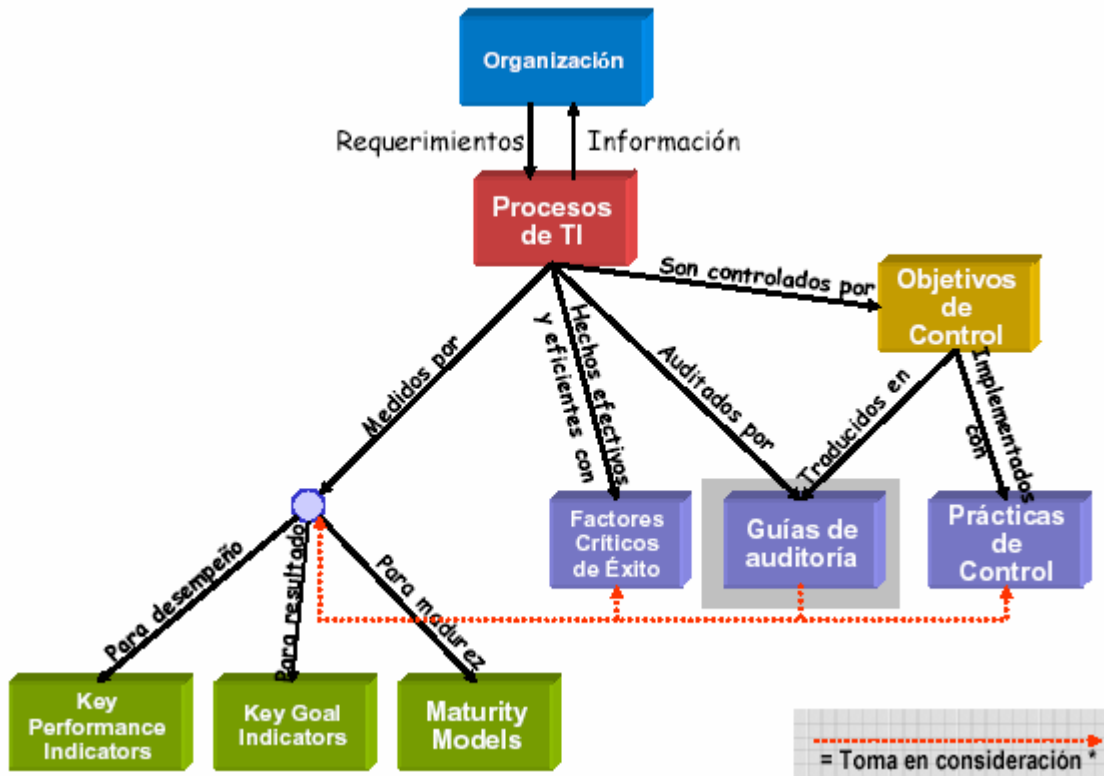 Organización
Requerimientos
Información
Procesos
de TI
Son controlados por
Objetivos
de
Control
Medidos por
Hechos efectivos
y eficientes con
Auditados por
Traducidos en
Implementados
con
Factores
Críticos
de Éxito
Guías de
auditoría
Prácticas
de
Control
Para desempeño
Para resultado
Para madurez
Key
Performance
Indicators
Key Goal
Indicators
Maturity
Models
= Toma en consideración *